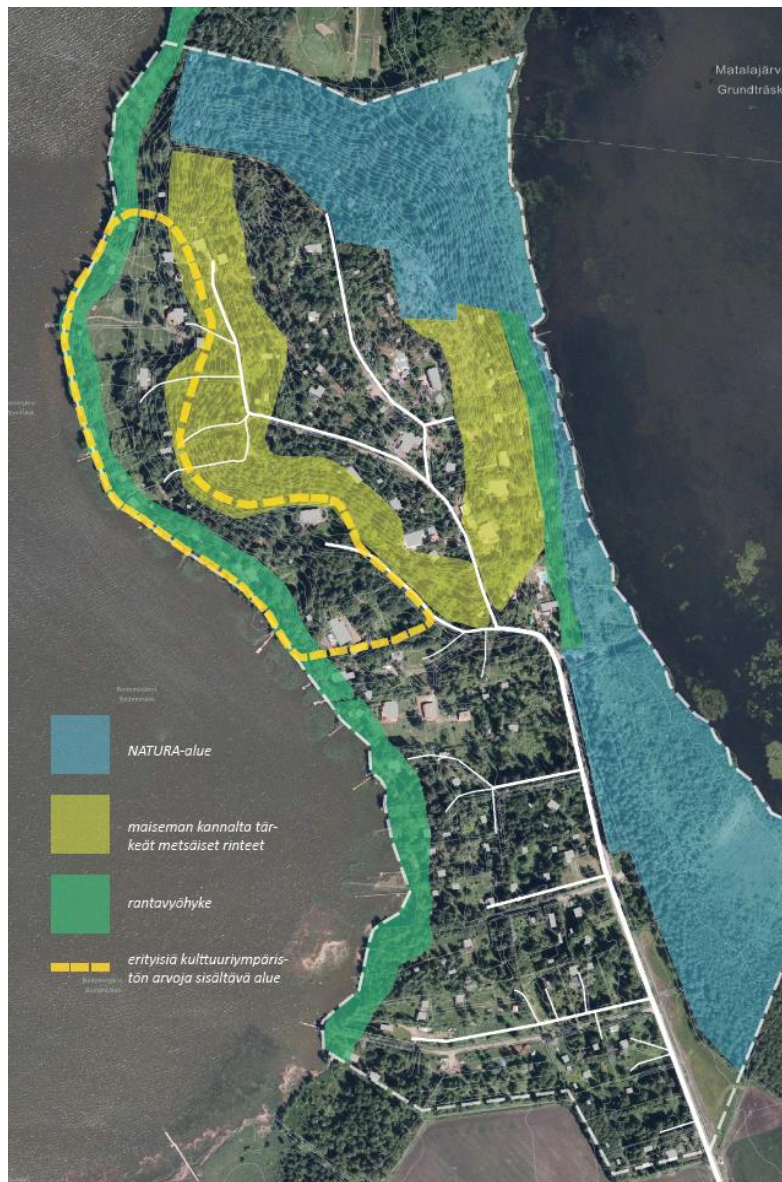 Matalajärv
Grundträsk
NATURA-alue
maiseman kannalta tär-
keät metsäiset rinteet
rantavyöhyke
erityisiä kulttuuriympäris-
tön arvoja sisältävä alue